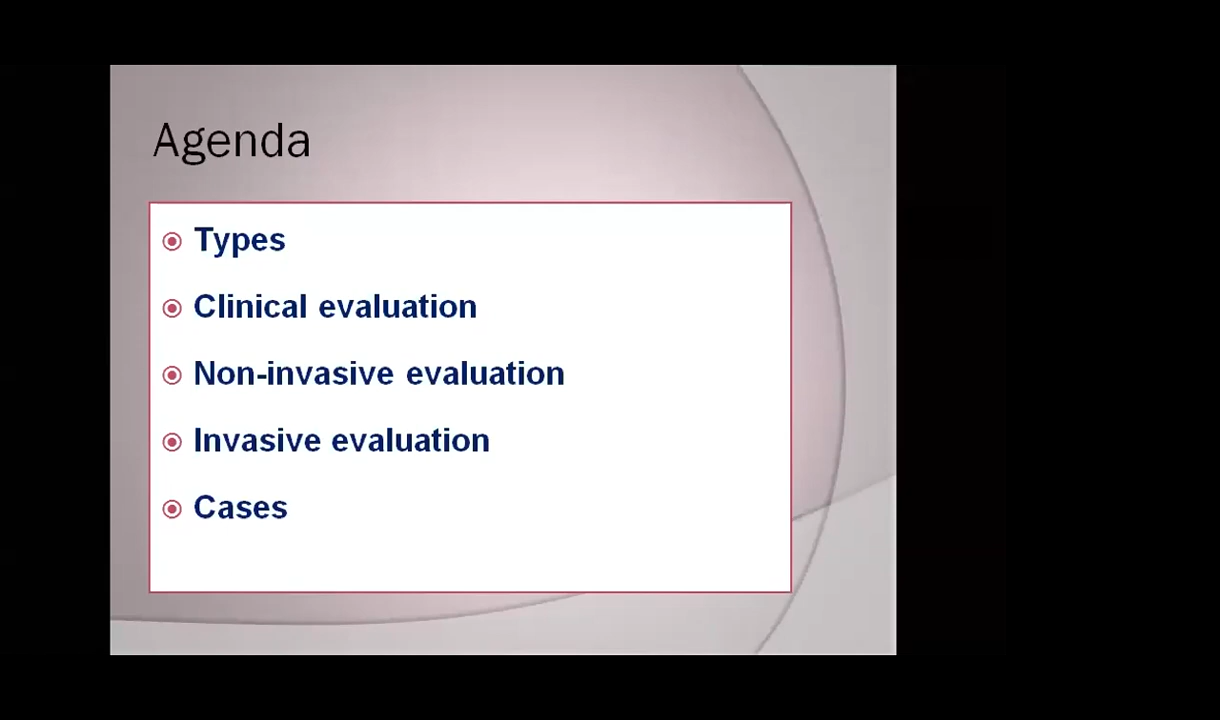 Agenda
Types
Clinical evaluation
Non-invasive evaluation
Invasive evaluation
Cases